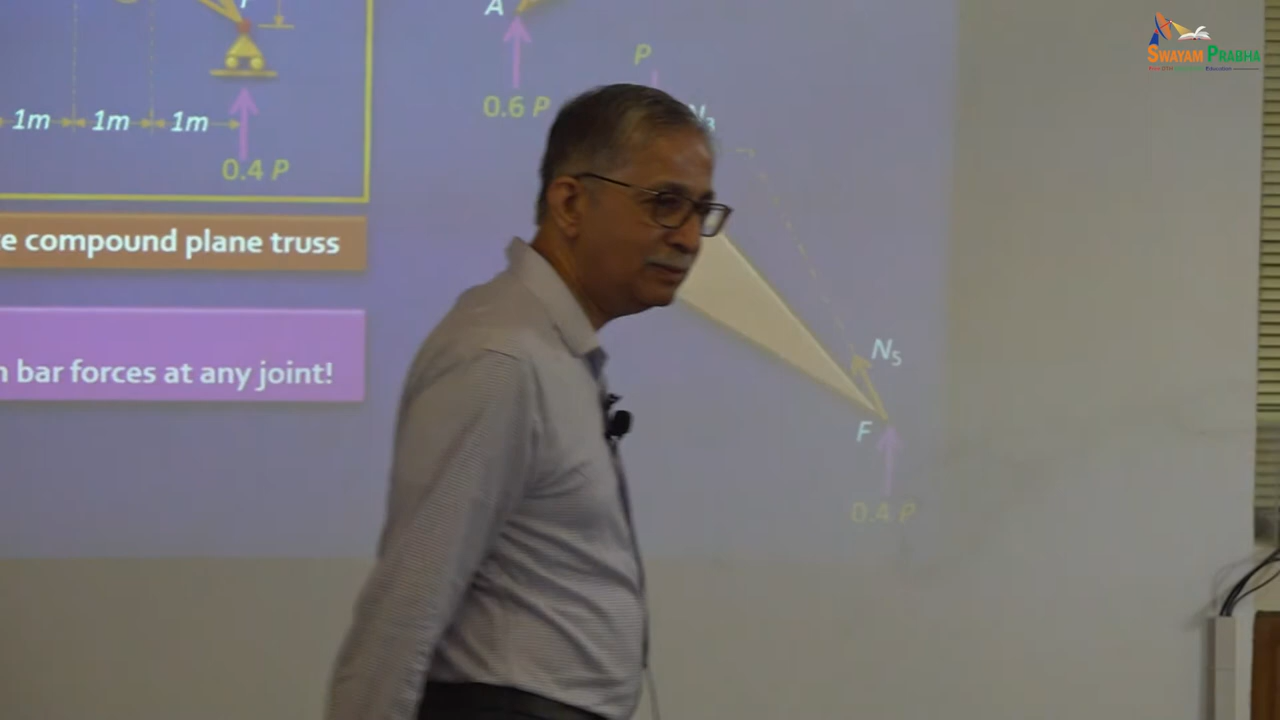 A
F
P
SWAYAM PRABHA
0.6 P
N3
1m
1m
1m
0.4 P
e compound plane truss
N5
n bar forces at any joint!
F
0.4 P